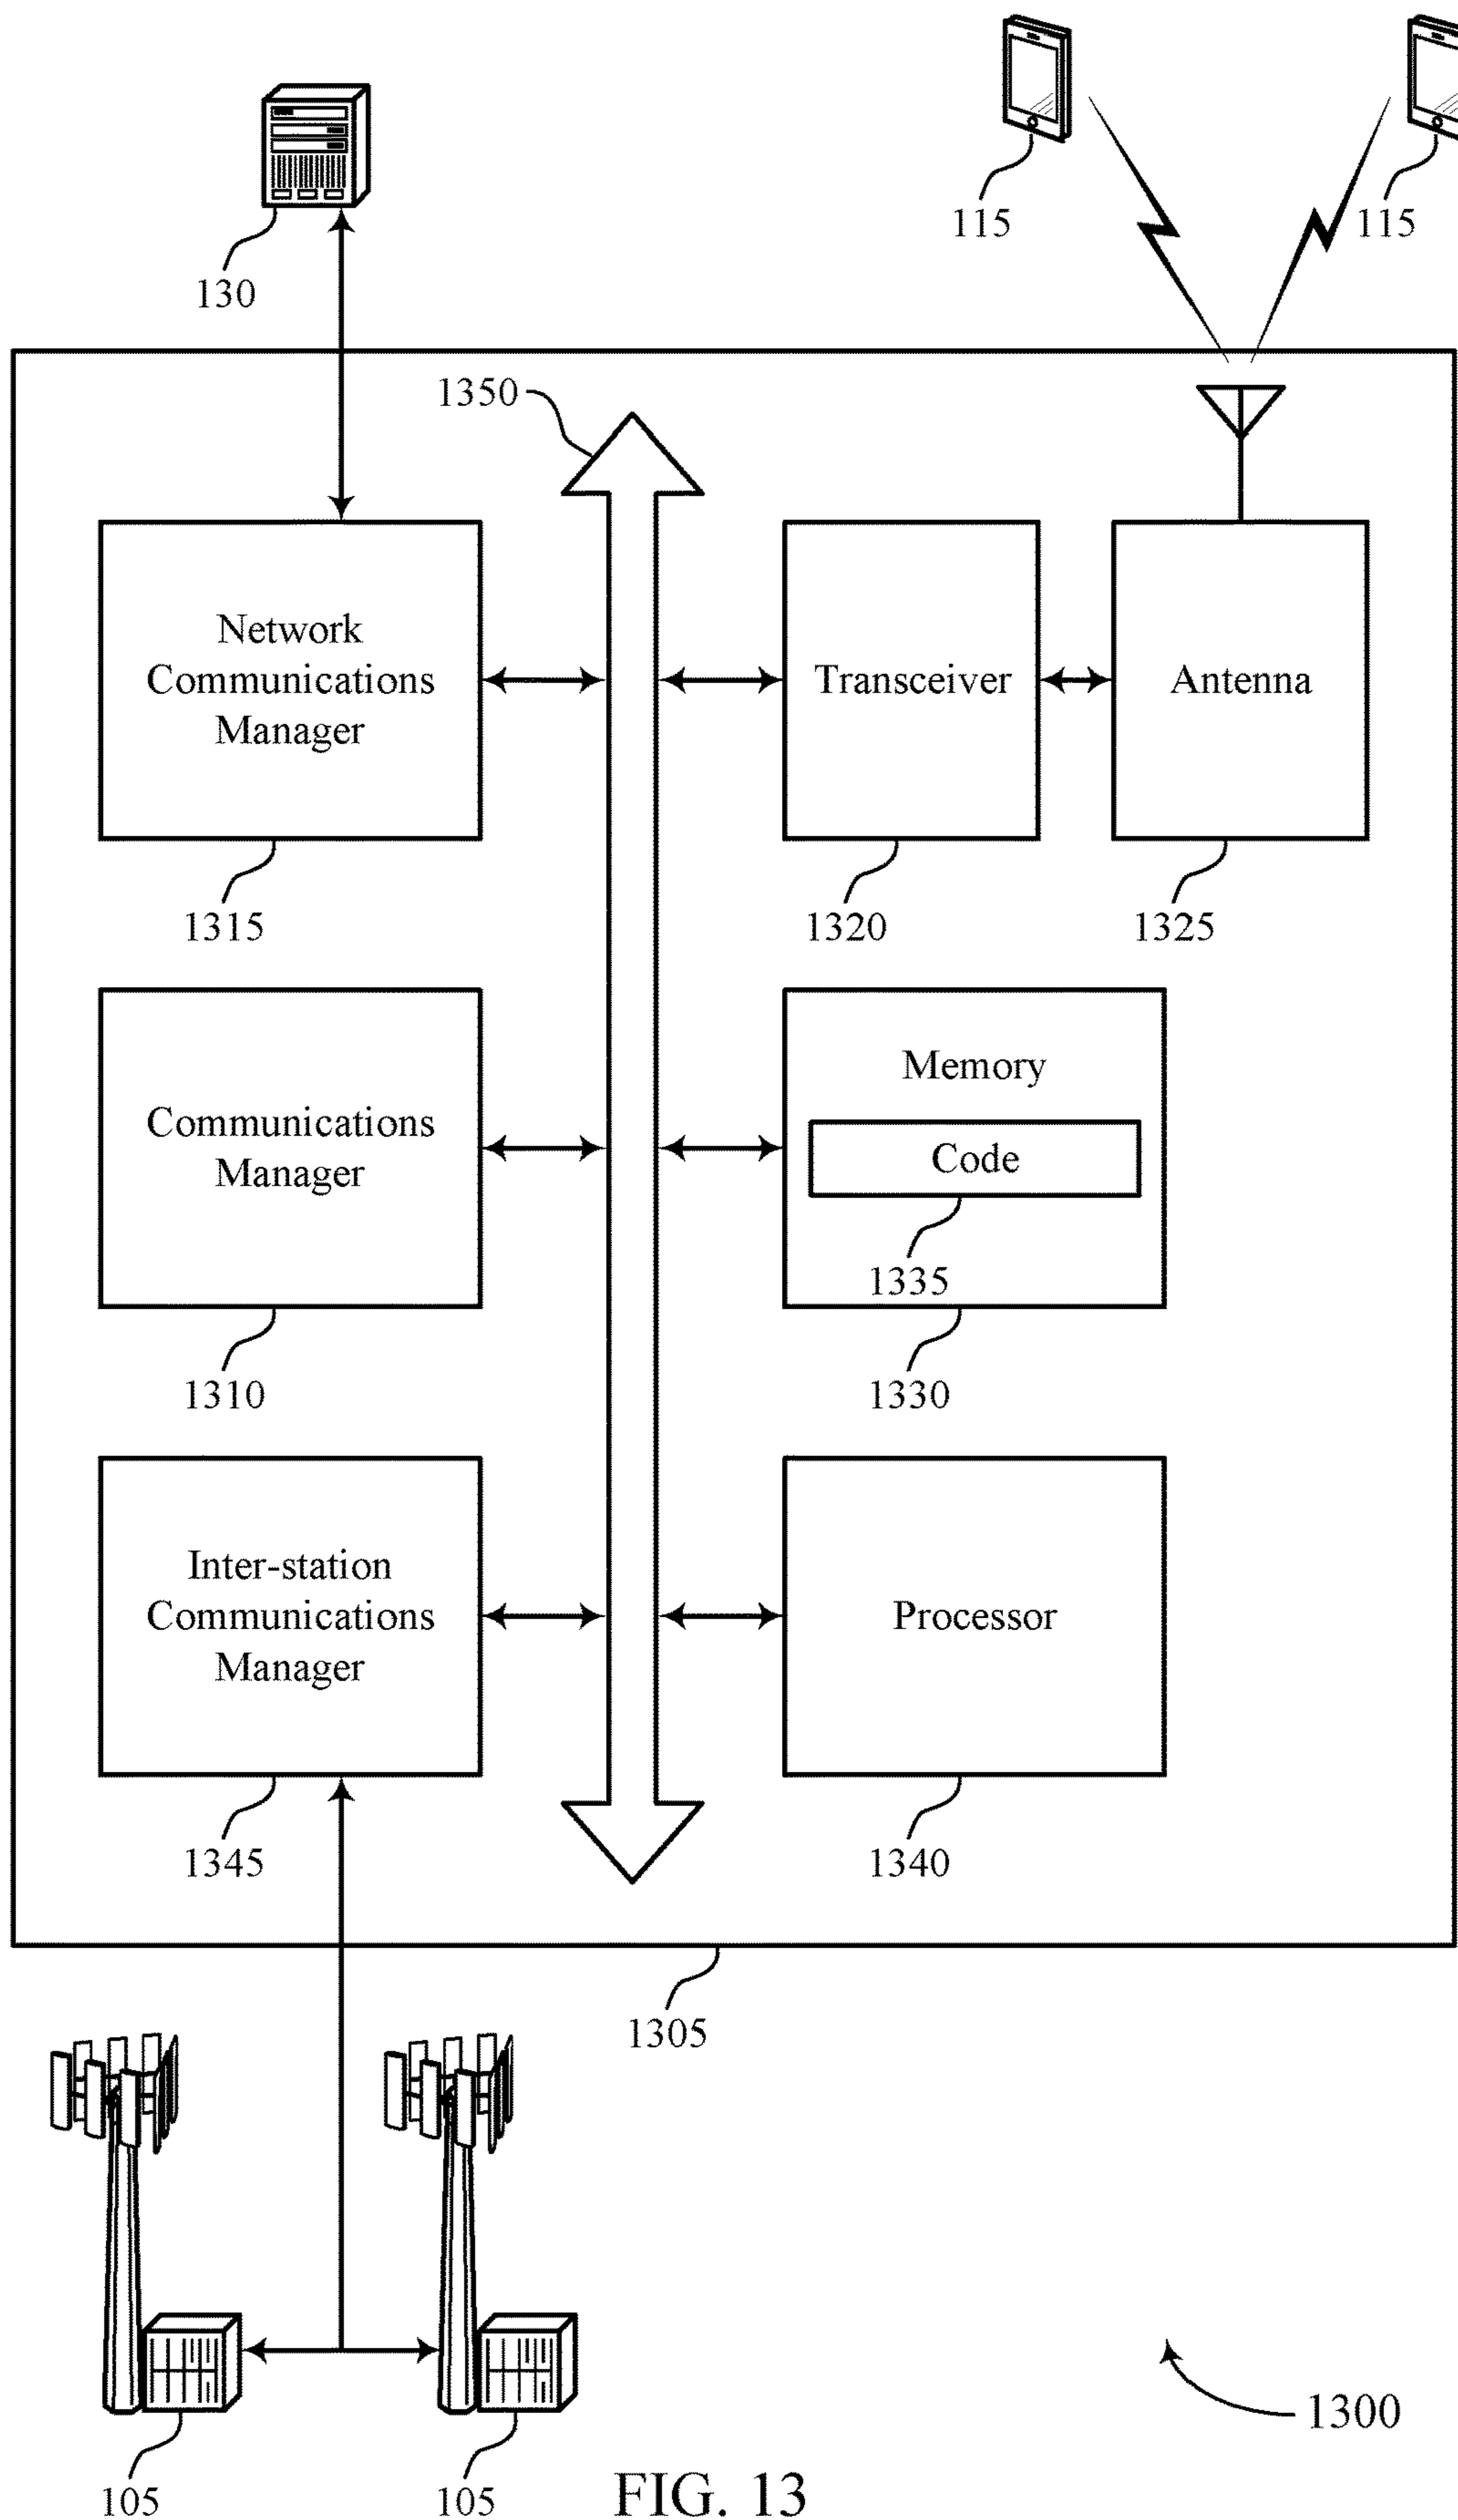 115
115
130
1350
Network
Communications
Manager
Transceiver
Antenna
1315
1320
1325
Communications
Manager
Memory
Code
1335
1310
1330
Inter-station
Communications
Manager
Processor
1345
1340
1305
1300
105
105
FIG. 13